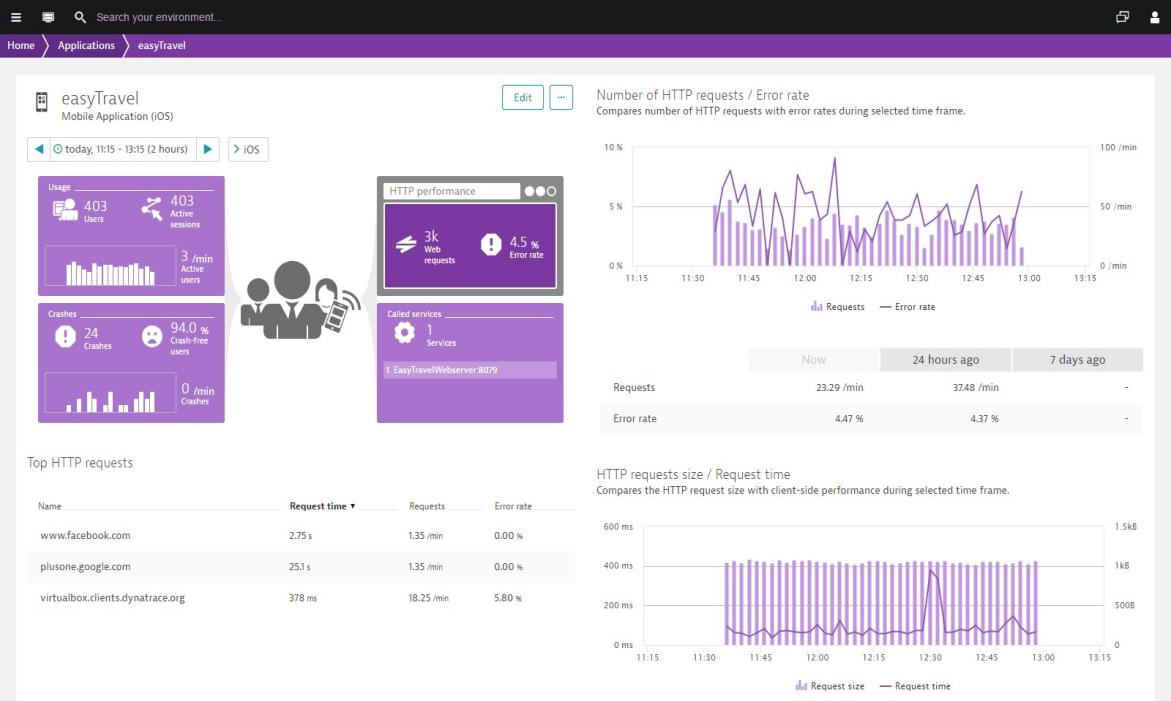 Search your environment...
Home
Applications
easyTravel
easyTravel
Mobile Application (iOS)
Edit
...
today, 11:15 - 13:15 (2 hours)
iOS
Usage
403
Users
403
Active
sessions
3 /min
Active
users
Crashes
24
Crashes
94.0 %
Crash-free
users
0 /min
Crashes
HTTP performance
3k
Web
requests
4.5 %
Error rate
Called services
1
Services
1. EasyTravelWebserver:8079
Top HTTP requests
Name Request time ▼ Requests Error rate
www.facebook.com 2.75 s 1.35 /min 0.00 %
plusone.google.com 25.1 s 1.35 /min 0.00 %
virtualbox.clients.dynatrace.org 378 ms 18.25 /min 5.80 %
Number of HTTP requests / Error rate
Compares number of HTTP requests with error rates during selected time frame.
10 % 100 /min
5 % 50 /min
0 % 0 /min
11:15 11:30 11:45 12:00 12:15 12:30 12:45 13:00 13:15
Requests Error rate
Now 24 hours ago 7 days ago
Requests 23.29 /min 37.48 /min -
Error rate 4.47 % 4.37 % -
HTTP requests size / Request time
Compares the HTTP request size with client-side performance during selected time frame.
600 ms 1.5kB
400 ms 1kB
200 ms 500B
0 ms 0
11:15 11:30 11:45 12:00 12:15 12:30 12:45 13:00 13:15
Request size Request time